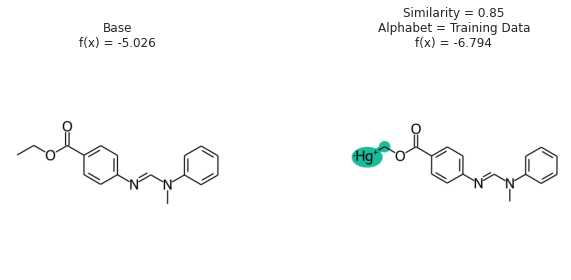 Base
f(x) = -5.026
Similarity = 0.85
Alphabet = Training Data
f(x) = -6.794
O
O
N
N
O
Hg+
O
N
N